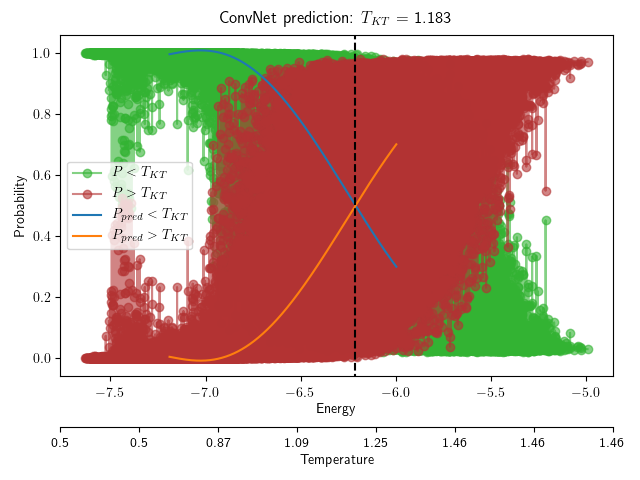 ConvNet prediction: $T_{KT}$ = 1.183
1.0
0.8
0.6
0.4
0.2
0.0
Probability
$P < T_{KT}$
$P > T_{KT}$
$P_{pred} < T_{KT}$
$P_{pred} > T_{KT}$
−7.5 −7.0 −6.5 −6.0 −5.5 −5.0
Energy
0.5 0.5 0.87 1.09 1.25 1.46 1.46 1.46
Temperature